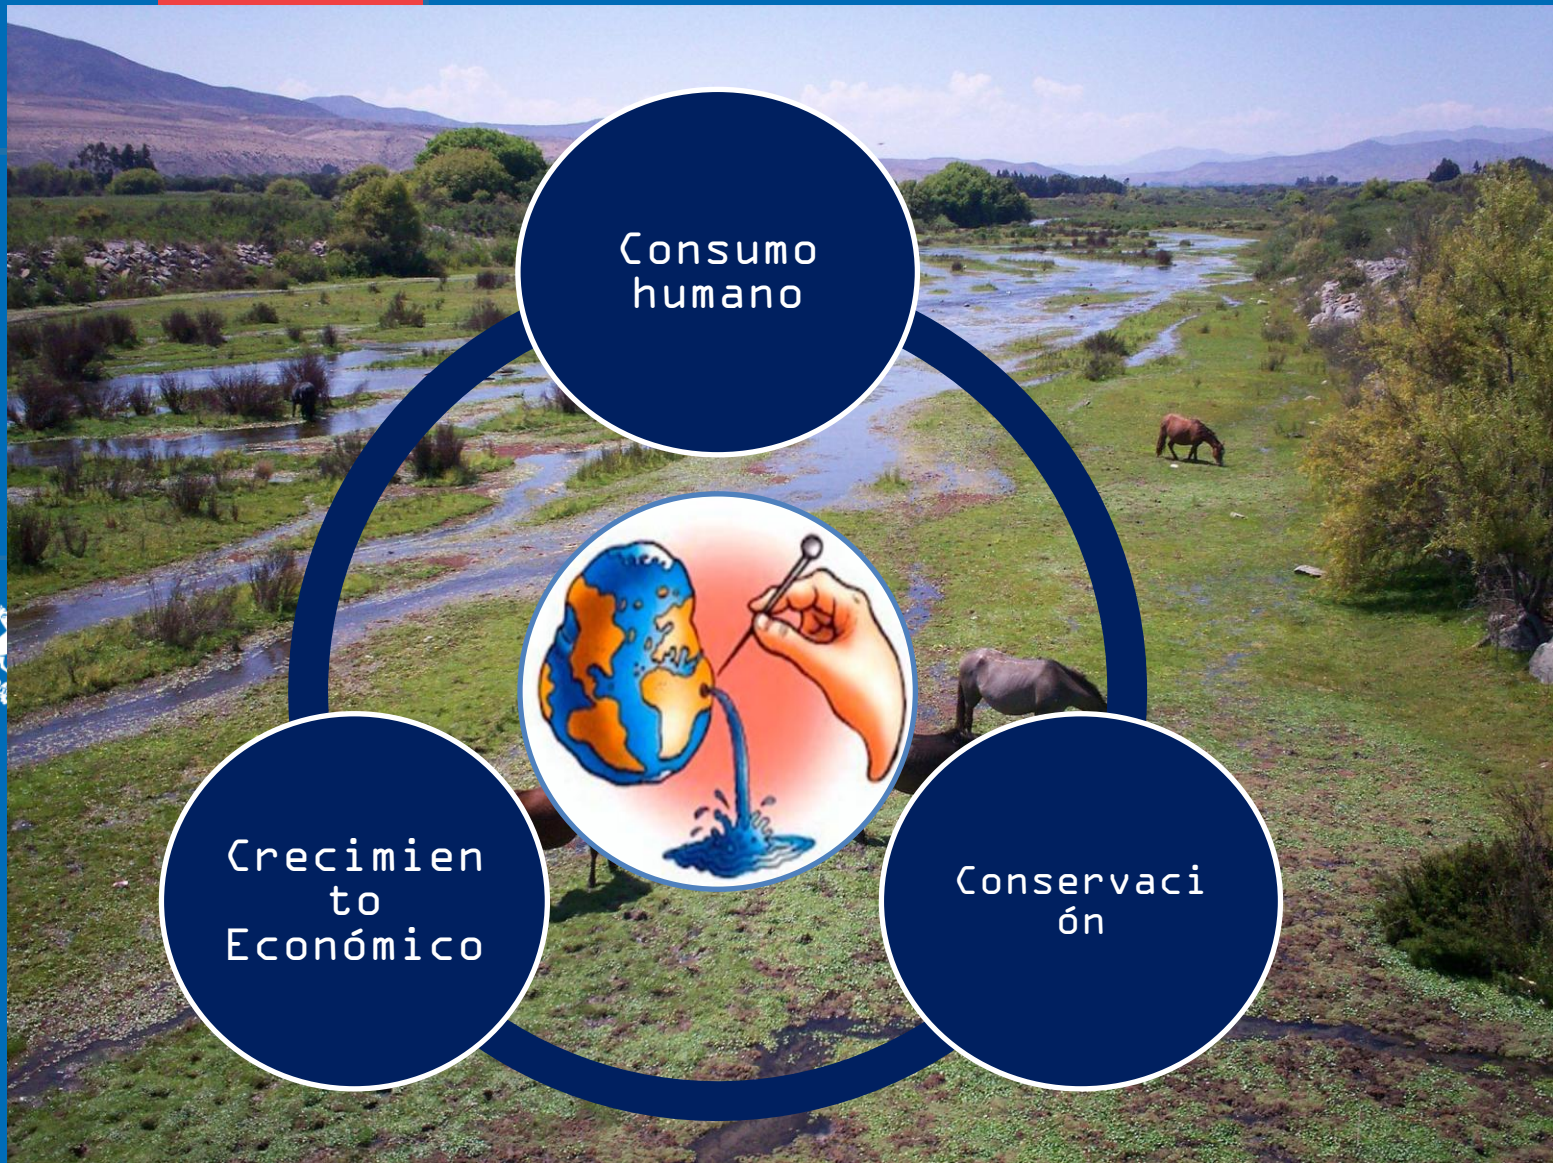 Consumo
humano
Crecimien
to
Económico
Conservaci
ón